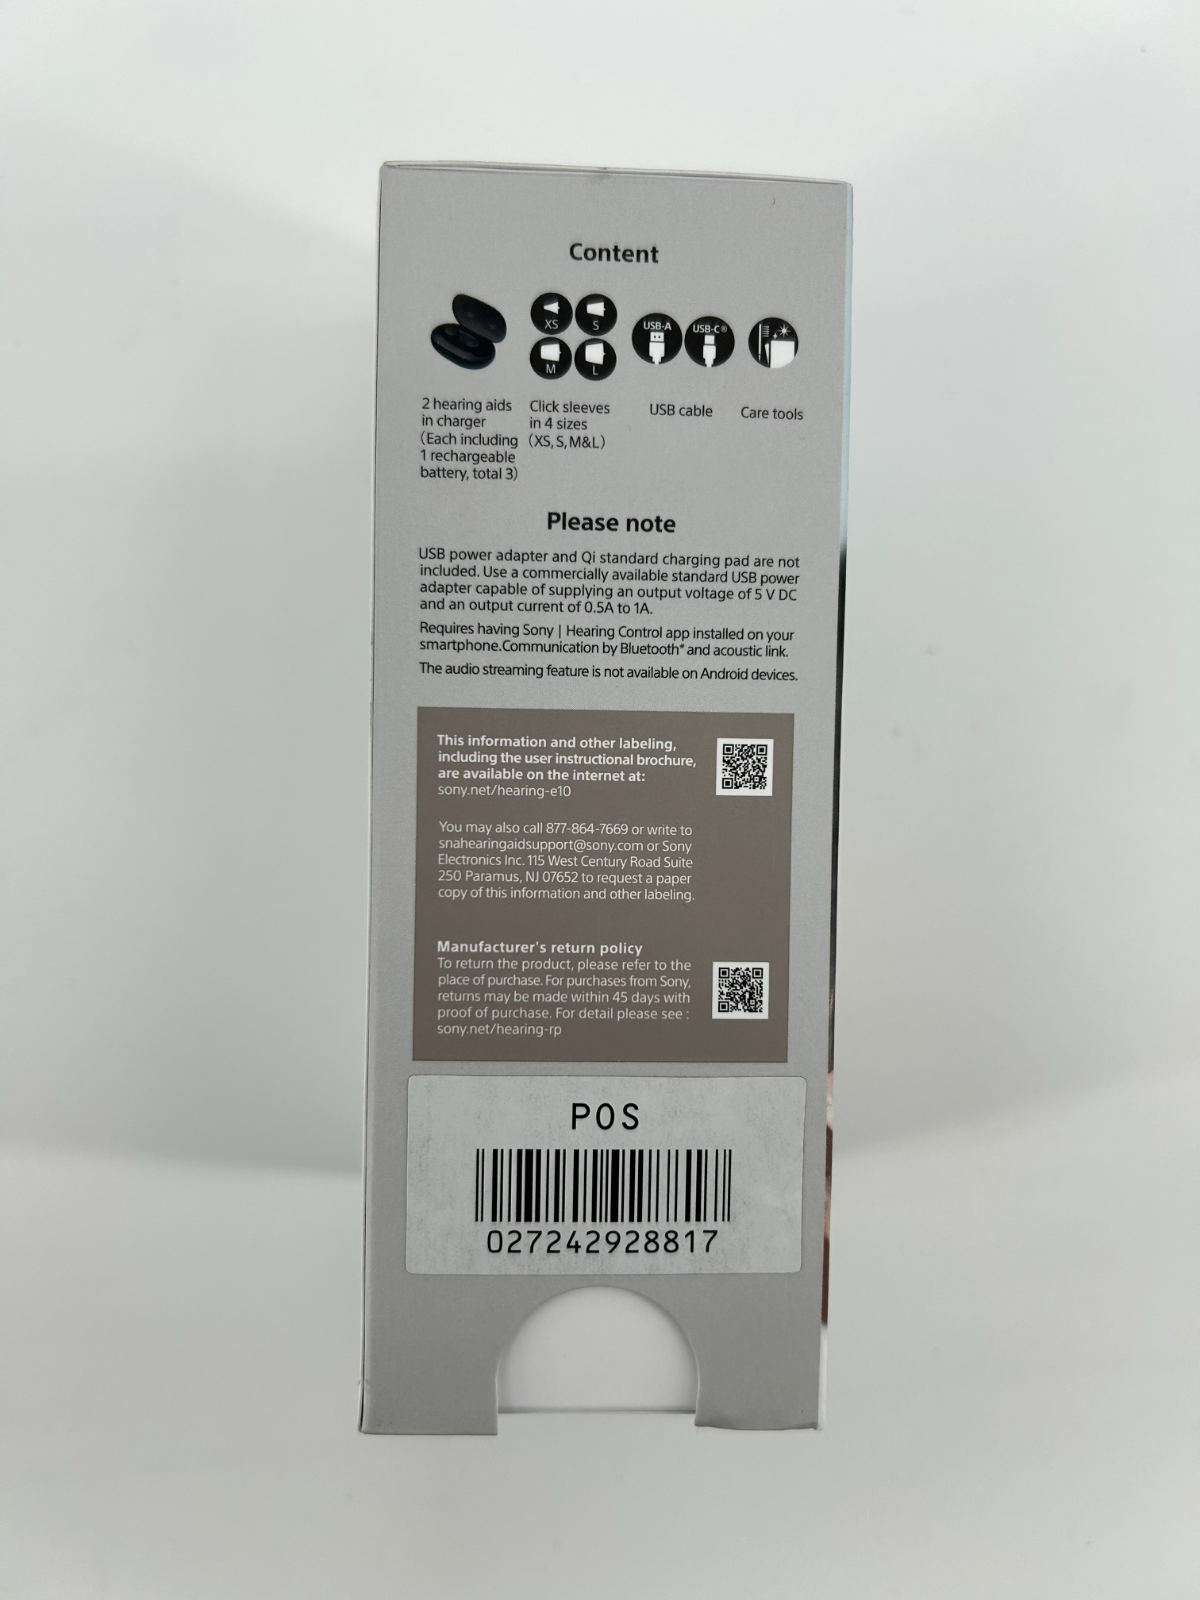 Content
XS
S
M
L
USB-A
USB-C®
2 hearing aids
in charger
(Each including
1 rechargeable
battery, total 3)
Click sleeves
in 4 sizes
(XS, S, M&L)
USB cable
Care tools
Please note
USB power adapter and Qi standard charging pad are not
included. Use a commercially available standard USB power
adapter capable of supplying an output voltage of 5 V DC
and an output current of 0.5A to 1A.
Requires having Sony | Hearing Control app installed on your
smartphone.Communication by Bluetooth® and acoustic link.
The audio streaming feature is not available on Android devices.
This information and other labeling,
including the user instructional brochure,
are available on the internet at:
sony.net/hearing-e10
You may also call 877-864-7669 or write to
snahearingaidsupport@sony.com or Sony
Electronics Inc. 115 West Century Road Suite
250 Paramus, NJ 07652 to request a paper
copy of this information and other labeling.
Manufacturer's return policy
To return the product, please refer to the
place of purchase. For purchases from Sony,
returns may be made within 45 days with
proof of purchase. For detail please see :
sony.net/hearing-rp
POS
027242928817